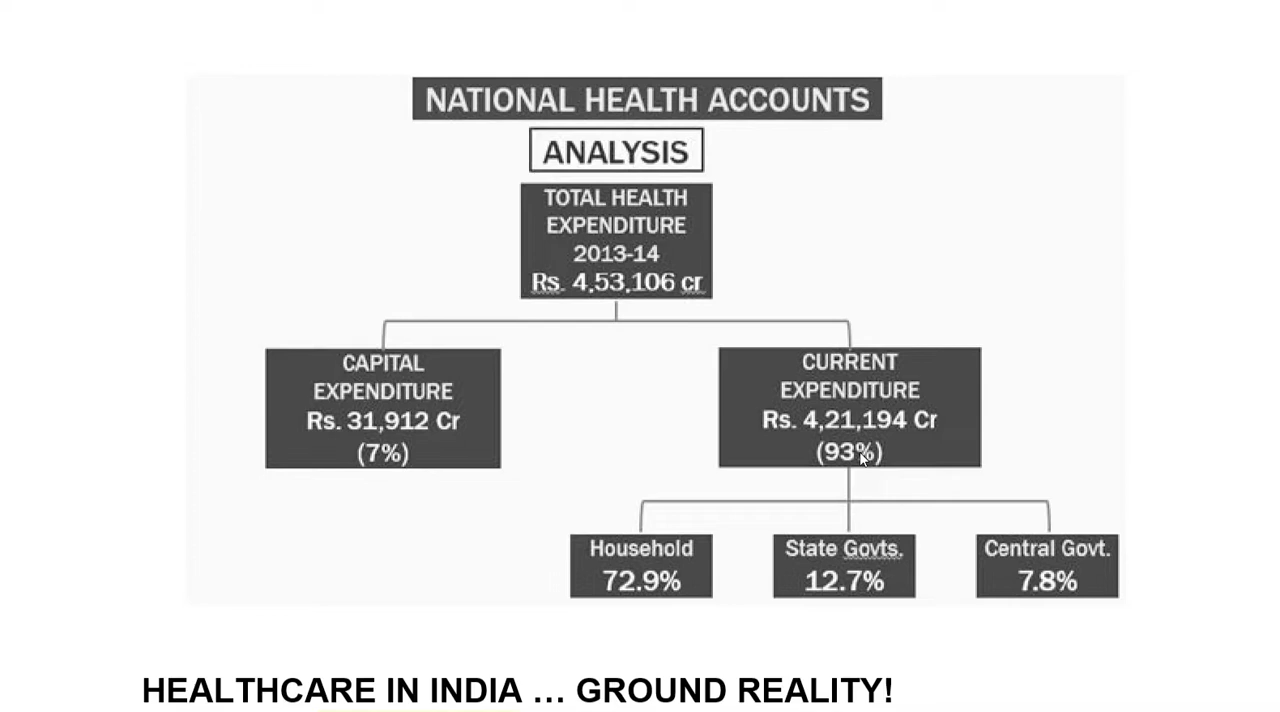 NATIONAL HEALTH ACCOUNTS
ANALYSIS
TOTAL HEALTH
EXPENDITURE
2013-14
Rs. 4,53,106 cr
CAPITAL
EXPENDITURE
Rs. 31,912 Cr
(7%)
CURRENT
EXPENDITURE
Rs. 4,21,194 Cr
(93%)
Household
72.9%
State Govts.
12.7%
Central Govt.
7.8%
HEALTHCARE IN INDIA … GROUND REALITY!